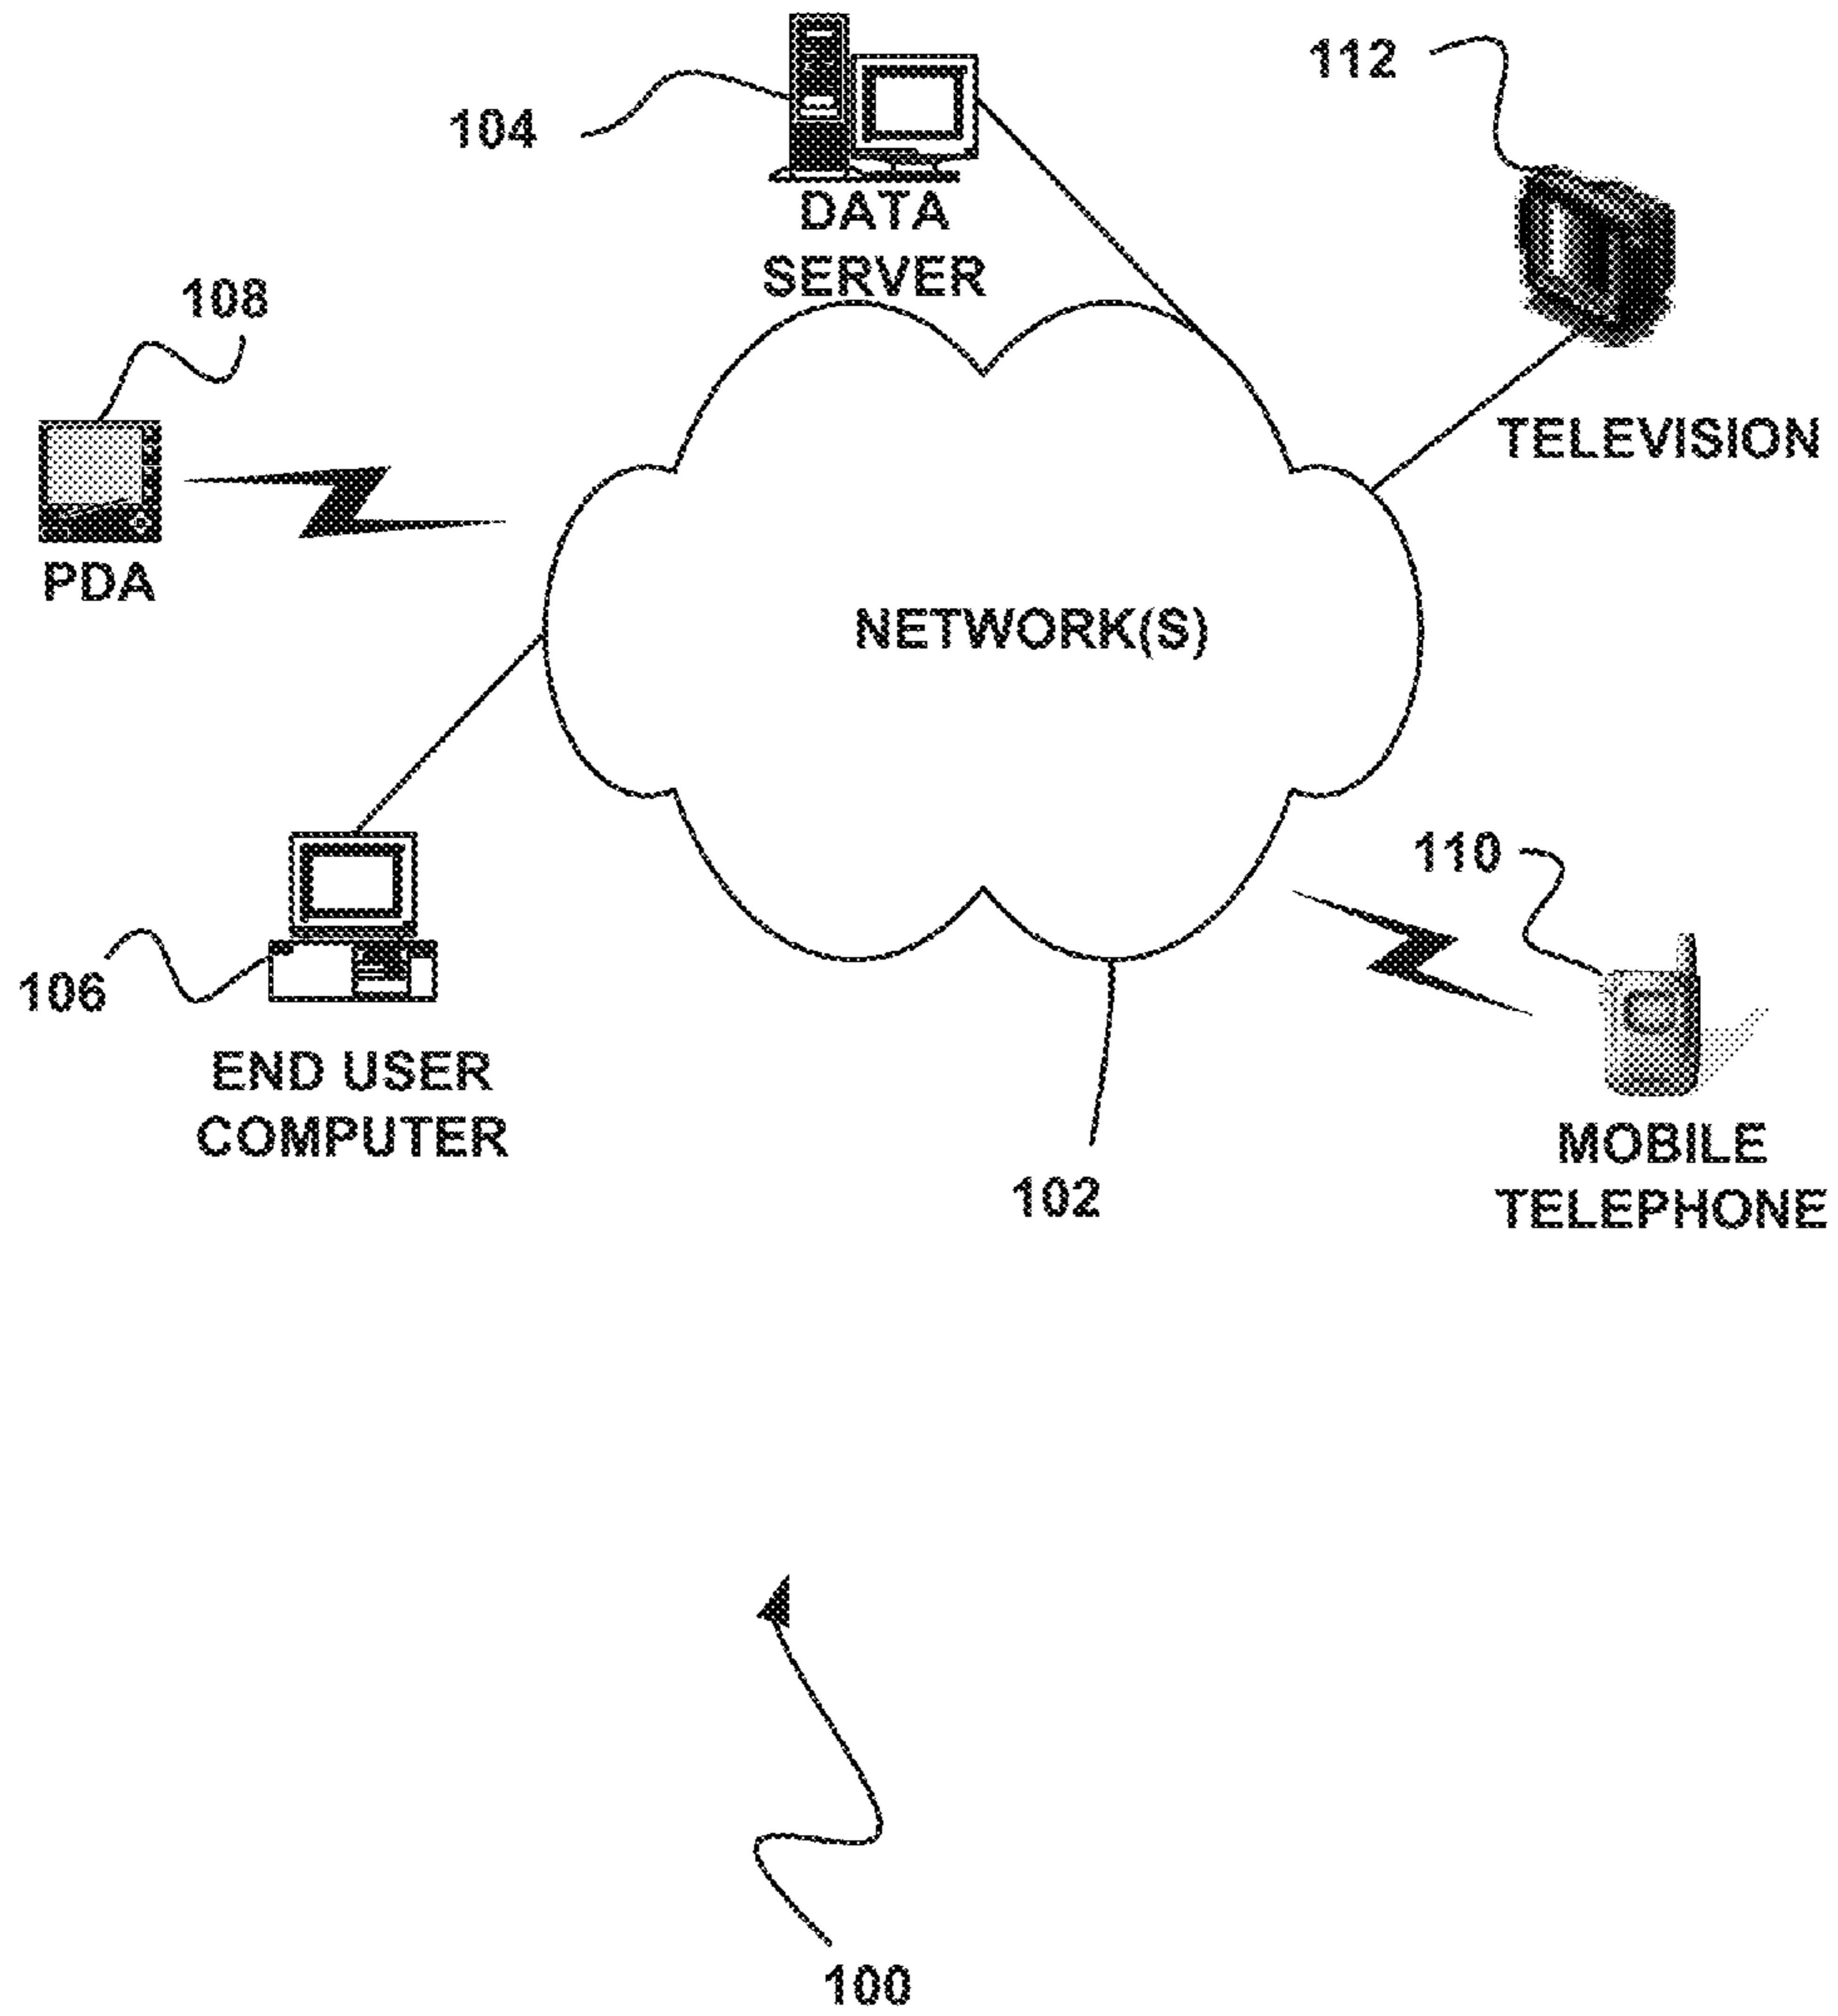 112
104
DATA
SERVER
108
TELEVISION
PDA
NETWORK(S)
110
106
END USER
COMPUTER
102
MOBILE
TELEPHONE
100